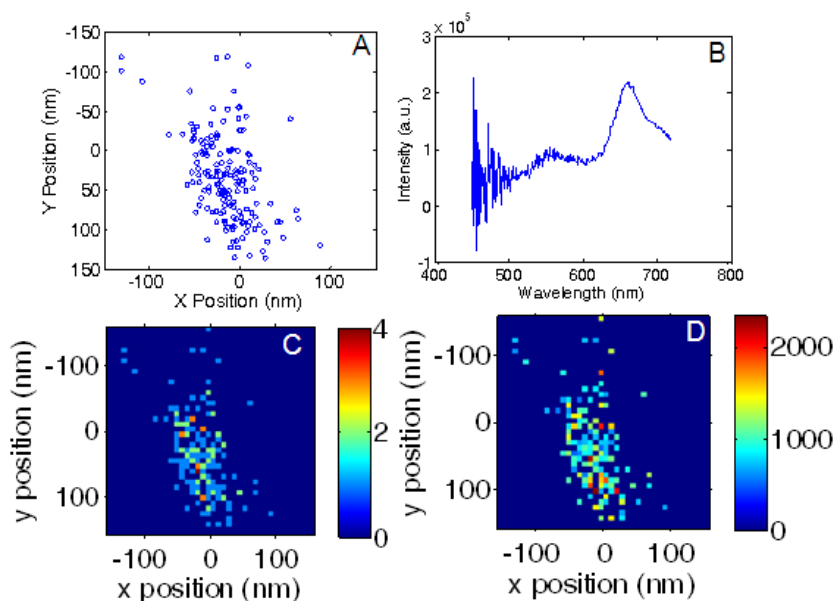 A
-150
-100
-50
0
50
100
150
Y Position (nm)
-100 0 100
X Position (nm)
B
x 10^5
3
2
1
0
-1
Intensity (a.u.)
400 500 600 700 800
Wavelength (nm)
C
-100
0
100
y position (nm)
-100 0 100
x position (nm)
4
2
0
D
-100
0
100
y position (nm)
-100 0 100
x position (nm)
2000
1000
0